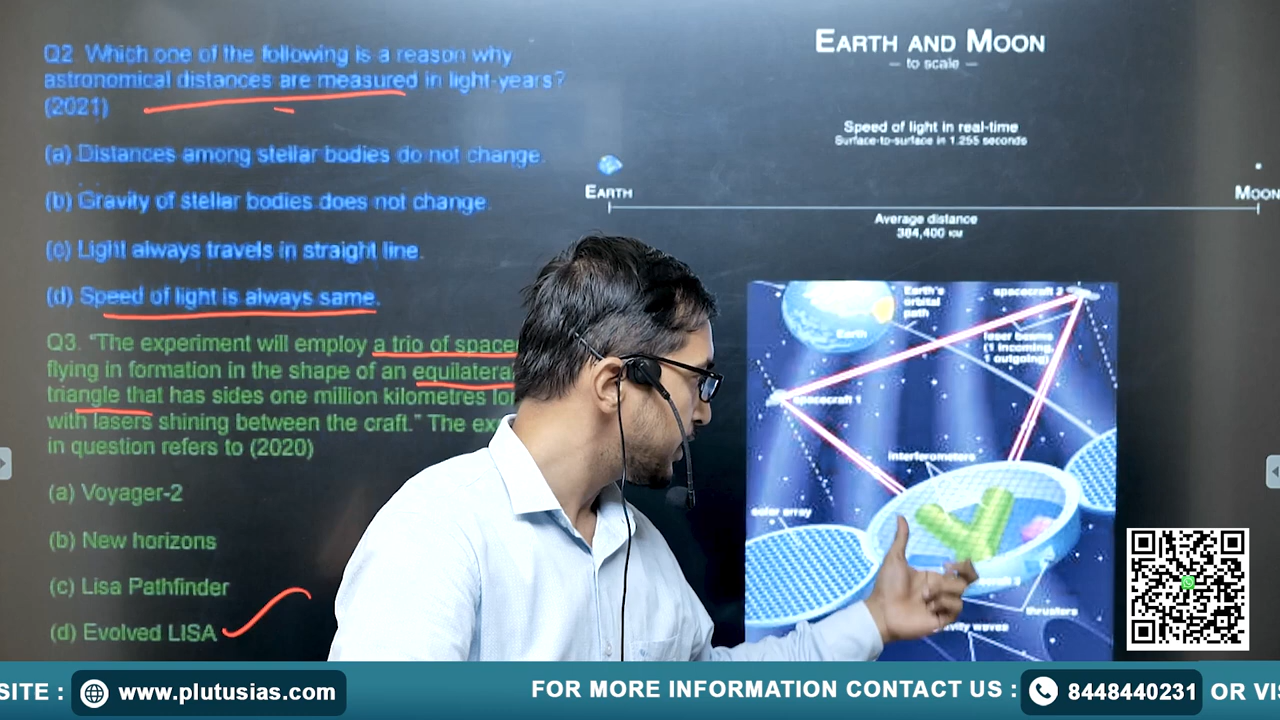 Q2 Which one of the following is a reason why
astronomical distances are measured in light-years?
(2021)
(a) Distances among stellar bodies do not change.
(b) Gravity of stellar bodies does not change.
(c) Light always travels in straight line.
(d) Speed of light is always same.
Q3. "The experiment will employ a trio of
flying in formation in the shape of an
triangle that has sides one million kilometres
with lasers shining between the craft." The
in question refers to (2020)
(a) Voyager-2
(b) New horizons
(c) Lisa Pathfinder
(d) Evolved LISA
EARTH AND MOON
– to scale –
Speed of light in real-time
Surface-to-surface in 1.255 seconds
EARTH
MOON
Average distance
384,400 KM
Earth's
orbital
path
Earth
spacecraft 2
laser beams
(1 incoming,
1 outgoing)
spacecraft 1
interferometers
solar array
thrusters
waves
SITE :
www.plutusias.com
FOR MORE INFORMATION CONTACT US :
8448440231
OR